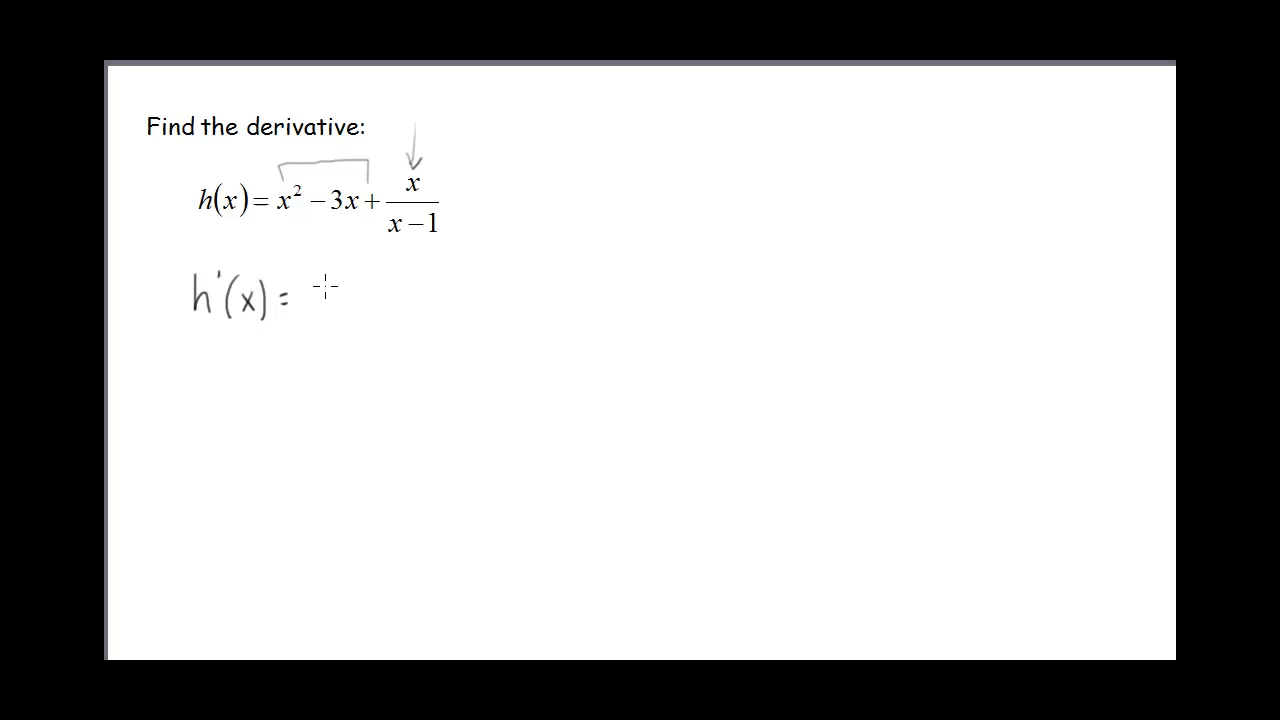 Find the derivative:
h(x) = x² − 3x + x/(x − 1)
h'(x) =